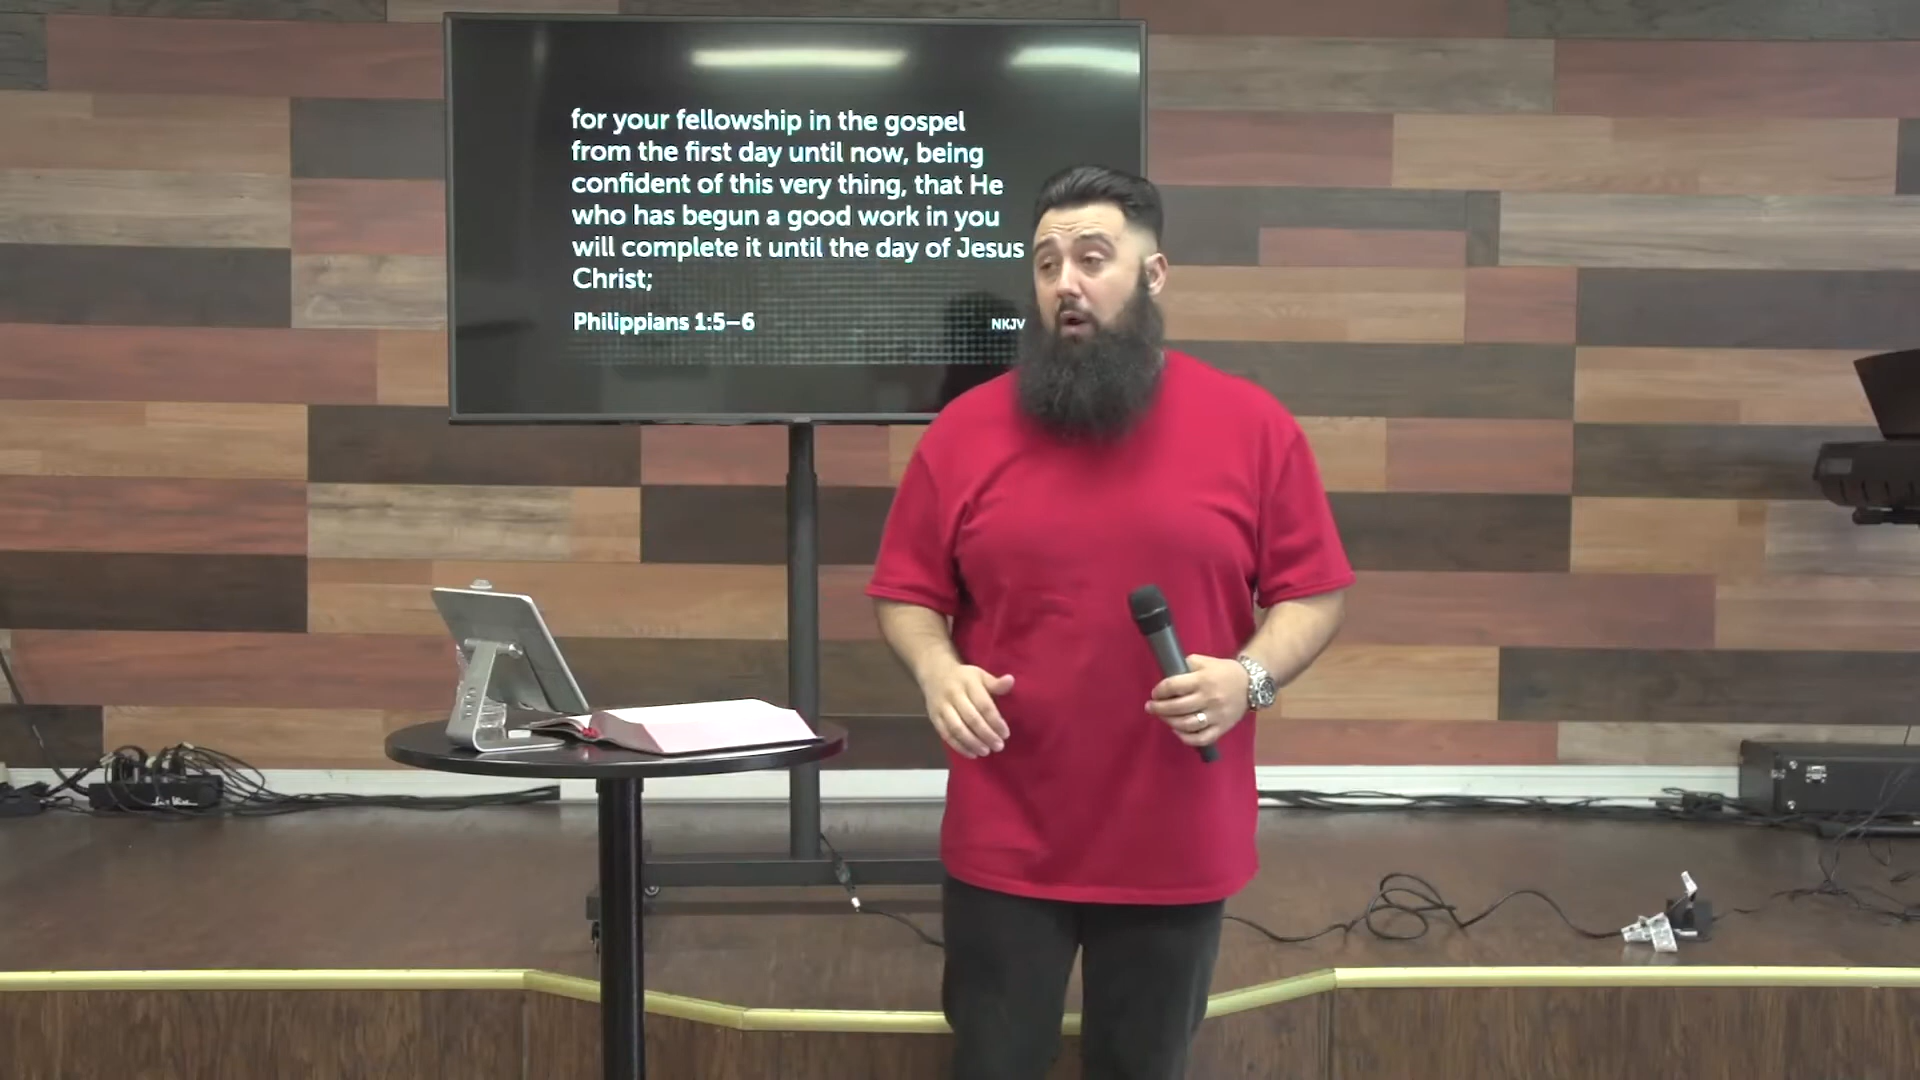 for your fellowship in the gospel
from the first day until now, being
confident of this very thing, that He
who has begun a good work in you
will complete it until the day of Jesus
Christ;
Philippians 1:5–6 NKJV